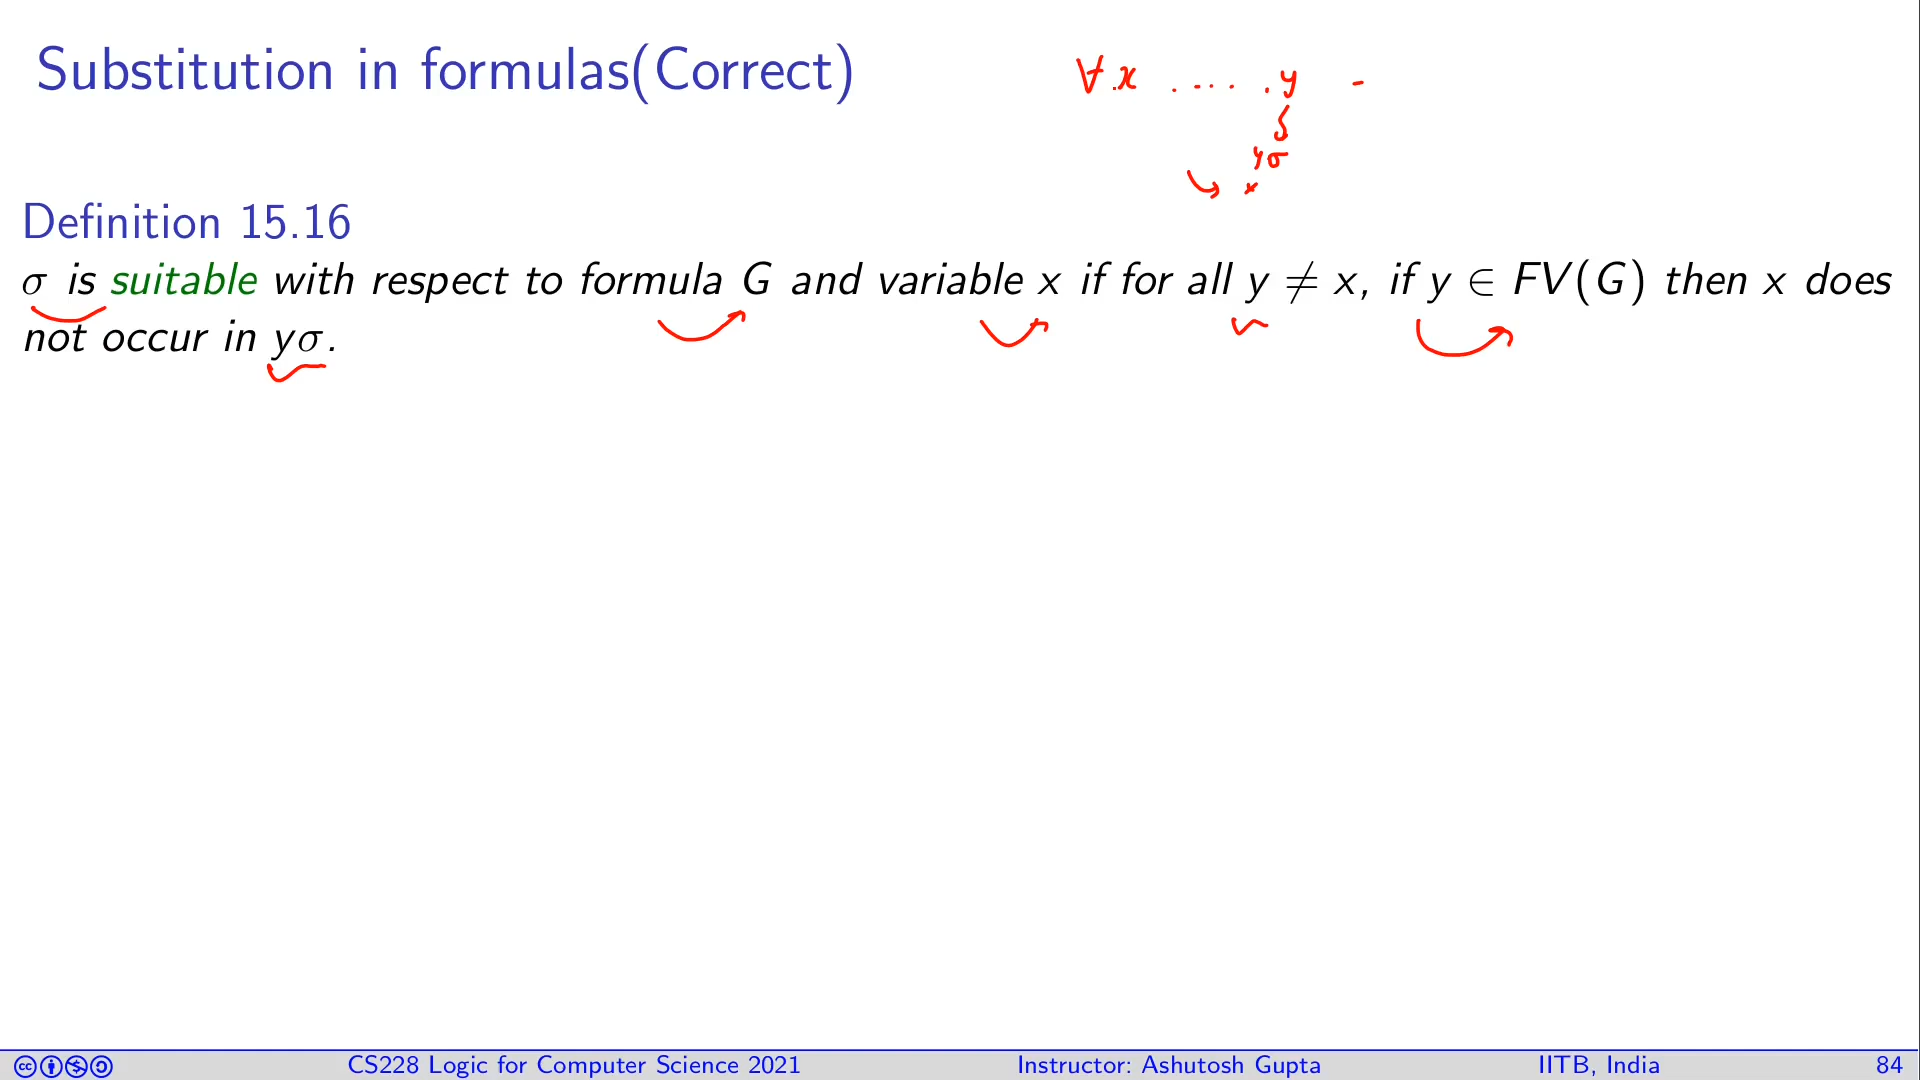 Substitution in formulas(Correct)
∀x . .... .y -
yσ
x
Definition 15.16
σ is suitable with respect to formula G and variable x if for all y ≠ x, if y ∈ FV(G) then x does
not occur in yσ.
CS228 Logic for Computer Science 2021 Instructor: Ashutosh Gupta IITB, India 84